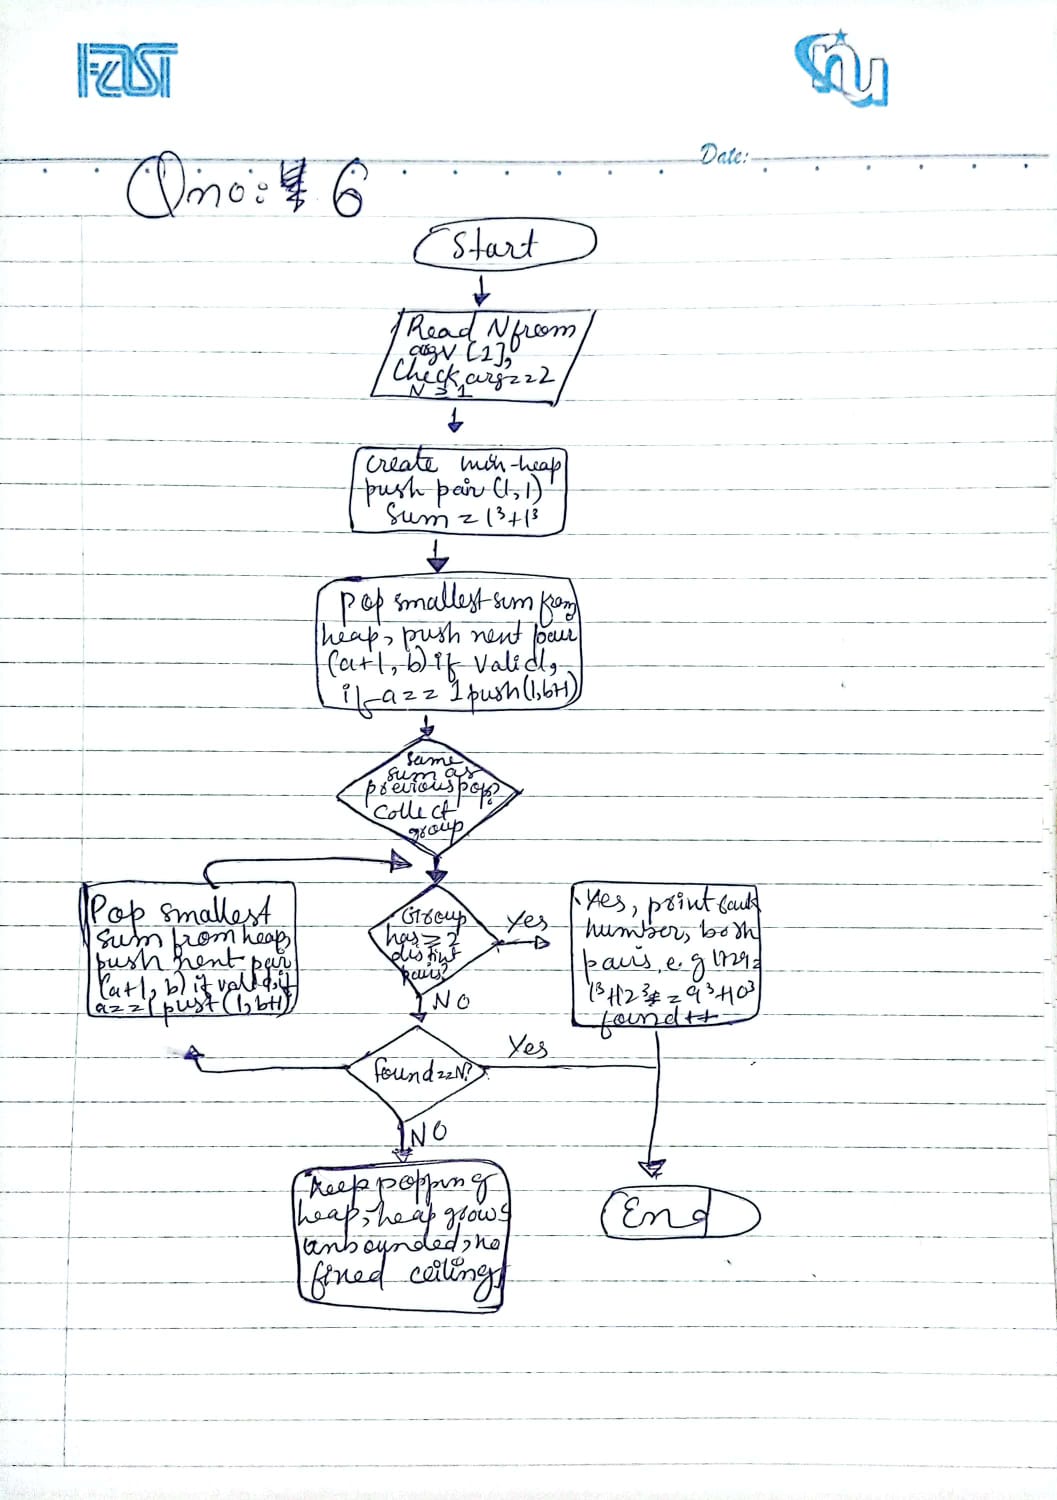 FAST
nu
Date:
Qno: 6
Start
Read N from
argv [1],
Check, arg==2
N ≥ 1
create min-heap
push pair (1,1)
Sum = 1³+1³
Pop smallest sum from
heap, push next pair
(a+1, b) if valid,
if a == 1 push (1,b+1)
same
sum as
previous pop?
Collect
group
Pop smallest
sum from heap,
push next pair
(a+1, b) if valid, if
a==1 push (1, b+1)
Group
has ≥ 2
distint
pairs?
Yes
NO
Yes, print
number, both
pairs, e.g 1729=
1³+12³ = 9³+10³
found++
found==N?
Yes
NO
Keep popping
heap, heap grows
unbounded, no
fixed ceiling
End